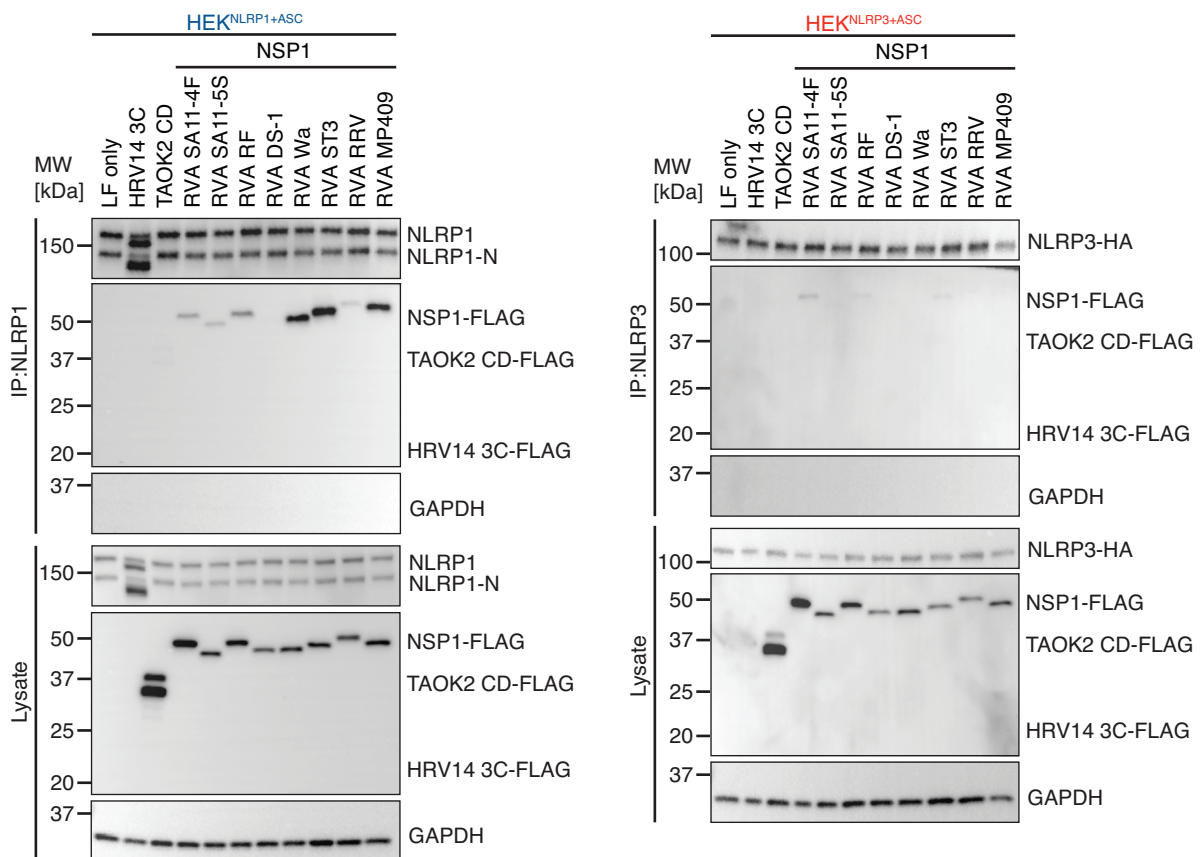 HEK^NLRP1+ASC
NSP1
MW
[kDa]
LF only
HRV14 3C
TAOK2 CD
RVA SA11-4F
RVA SA11-5S
RVA RF
RVA DS-1
RVA Wa
RVA ST3
RVA RRV
RVA MP409
IP:NLRP1
150
NLRP1
NLRP1-N
50
37
25
20
NSP1-FLAG
TAOK2 CD-FLAG
HRV14 3C-FLAG
37
GAPDH
Lysate
150
NLRP1
NLRP1-N
50
37
25
20
NSP1-FLAG
TAOK2 CD-FLAG
HRV14 3C-FLAG
37
GAPDH
HEK^NLRP3+ASC
NSP1
MW
[kDa]
LF only
HRV14 3C
TAOK2 CD
RVA SA11-4F
RVA SA11-5S
RVA RF
RVA DS-1
RVA Wa
RVA ST3
RVA RRV
RVA MP409
IP:NLRP3
100
NLRP3-HA
50
37
25
20
NSP1-FLAG
TAOK2 CD-FLAG
HRV14 3C-FLAG
37
GAPDH
Lysate
100
NLRP3-HA
50
37
25
20
NSP1-FLAG
TAOK2 CD-FLAG
HRV14 3C-FLAG
37
GAPDH